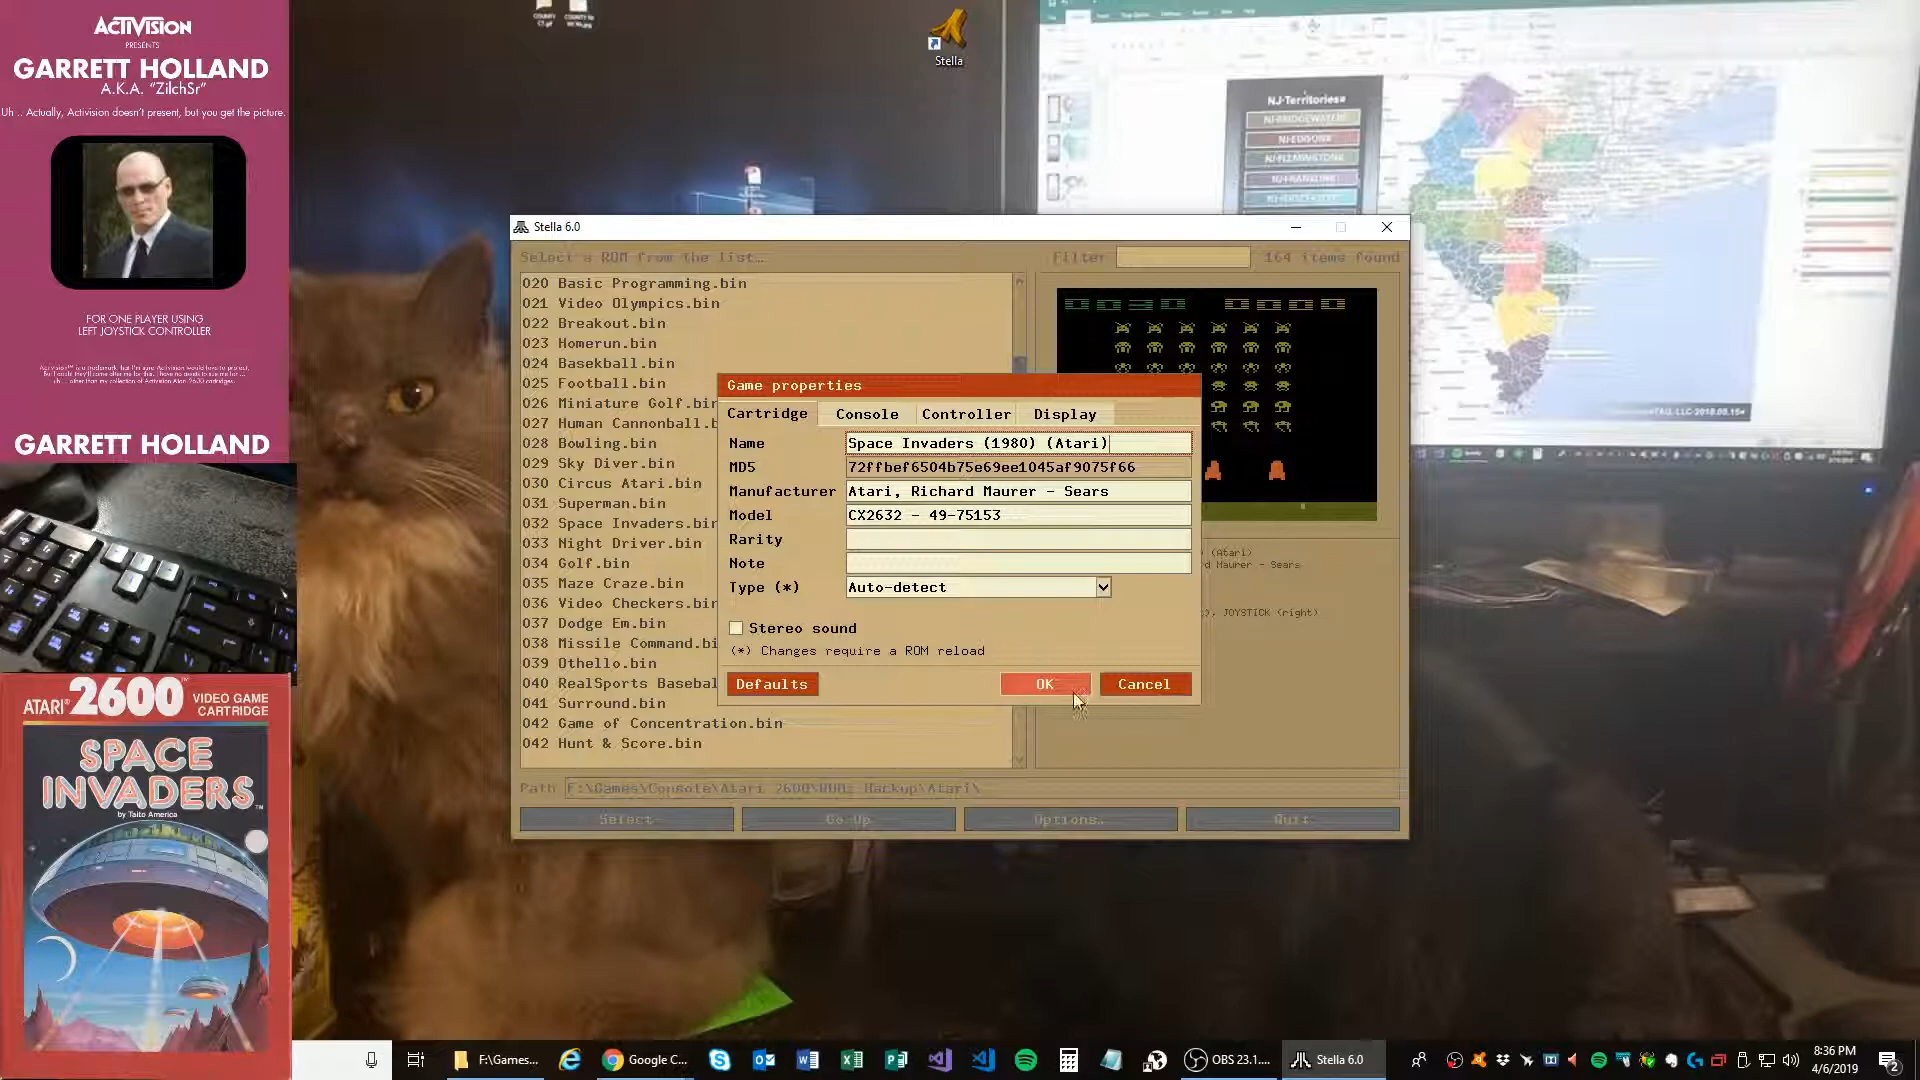 ACTIVISION
PRESENTS
GARRETT HOLLAND
A.K.A. "ZilchSr"
Uh .. Actually, Activision doesn't present, but you get the picture.
FOR ONE PLAYER USING
LEFT JOYSTICK CONTROLLER
GARRETT HOLLAND
ATARI® 2600™
VIDEO GAME
CARTRIDGE
SPACE
INVADERS™
by Taito America
Stella
NJ-Territories
Stella 6.0
Select a ROM from the list...
Filter
164 items found
020 Basic Programming.bin
021 Video Olympics.bin
022 Breakout.bin
023 Homerun.bin
024 Basekball.bin
025 Football.bin
026 Miniature Golf.bin
027 Human Cannonball.b
028 Bowling.bin
029 Sky Diver.bin
030 Circus Atari.bin
031 Superman.bin
032 Space Invaders.bin
033 Night Driver.bin
034 Golf.bin
035 Maze Craze.bin
036 Video Checkers.bin
037 Dodge Em.bin
038 Missile Command.bi
039 Othello.bin
040 RealSports Basebal
041 Surround.bin
042 Game of Concentration.bin
042 Hunt & Score.bin
Game properties
Cartridge
Console
Controller
Display
Name
Space Invaders (1980) (Atari)
MD5
72ffbef6504b75e69ee1045af9075f66
Manufacturer
Atari, Richard Maurer - Sears
Model
CX2632 - 49-75153
Rarity
Note
Type (*)
Auto-detect
Stereo sound
(*) Changes require a ROM reload
Defaults
OK
Cancel
(Atari)
d Maurer - Sears
), JOYSTICK (right)
Path
Select
Go Up
Options...
Quit
F:\Games...
Google C...
OBS 23.1....
Stella 6.0
8:36 PM
4/6/2019
2